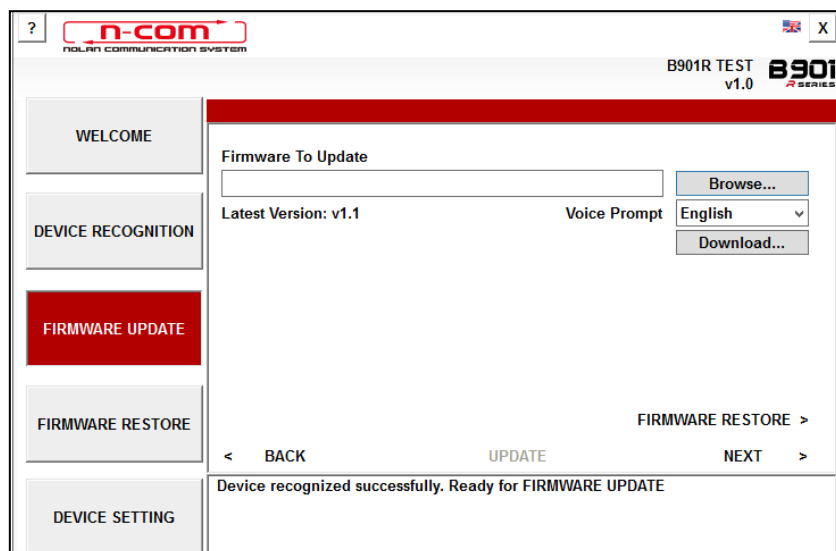 ?
n-com
NOLAN COMMUNICATION SYSTEM
X
B901R TEST
v1.0
B901
R SERIES
WELCOME
DEVICE RECOGNITION
FIRMWARE UPDATE
FIRMWARE RESTORE
DEVICE SETTING
Firmware To Update
Browse...
Latest Version: v1.1 Voice Prompt English
Download...
FIRMWARE RESTORE >
< BACK UPDATE NEXT >
Device recognized successfully. Ready for FIRMWARE UPDATE